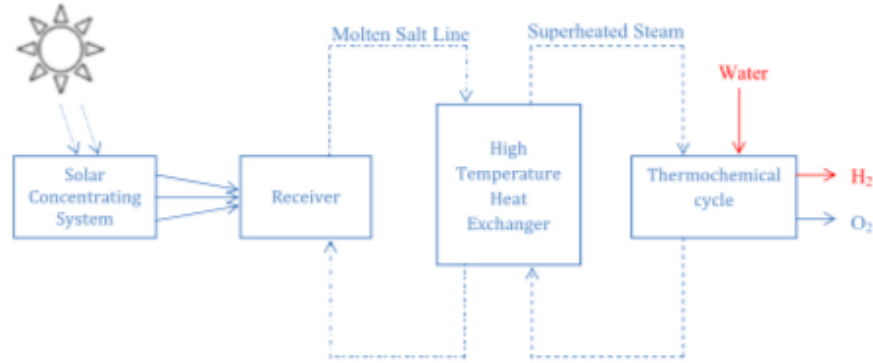 Molten Salt Line
Superheated Steam
Water
Solar
Concentrating
System
Receiver
High
Temperature
Heat
Exchanger
Thermochemical
cycle
H₂
O₂